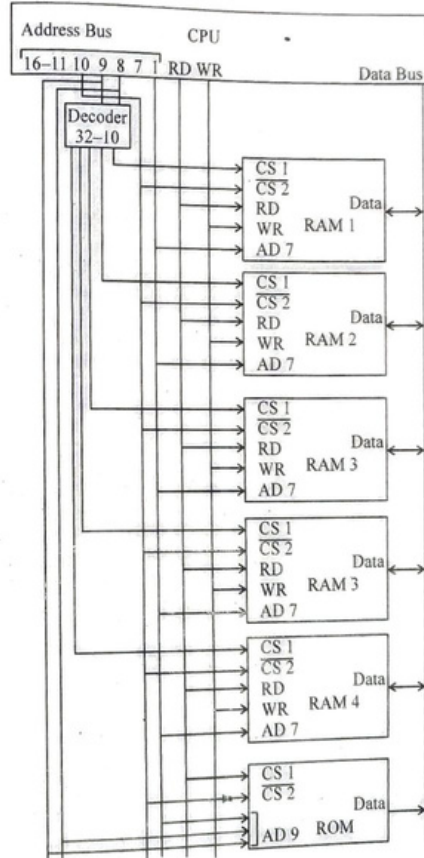 Address Bus CPU
16–11 10 9 8 7 1 RD WR Data Bus
Decoder
32–10
CS 1
CS 2
RD Data
WR RAM 1
AD 7
CS 1
CS 2
RD Data
WR RAM 2
AD 7
CS 1
CS 2
RD Data
WR RAM 3
AD 7
CS 1
CS 2
RD Data
WR RAM 3
AD 7
CS 1
CS 2
RD Data
WR RAM 4
AD 7
CS 1
CS 2
Data
AD 9 ROM